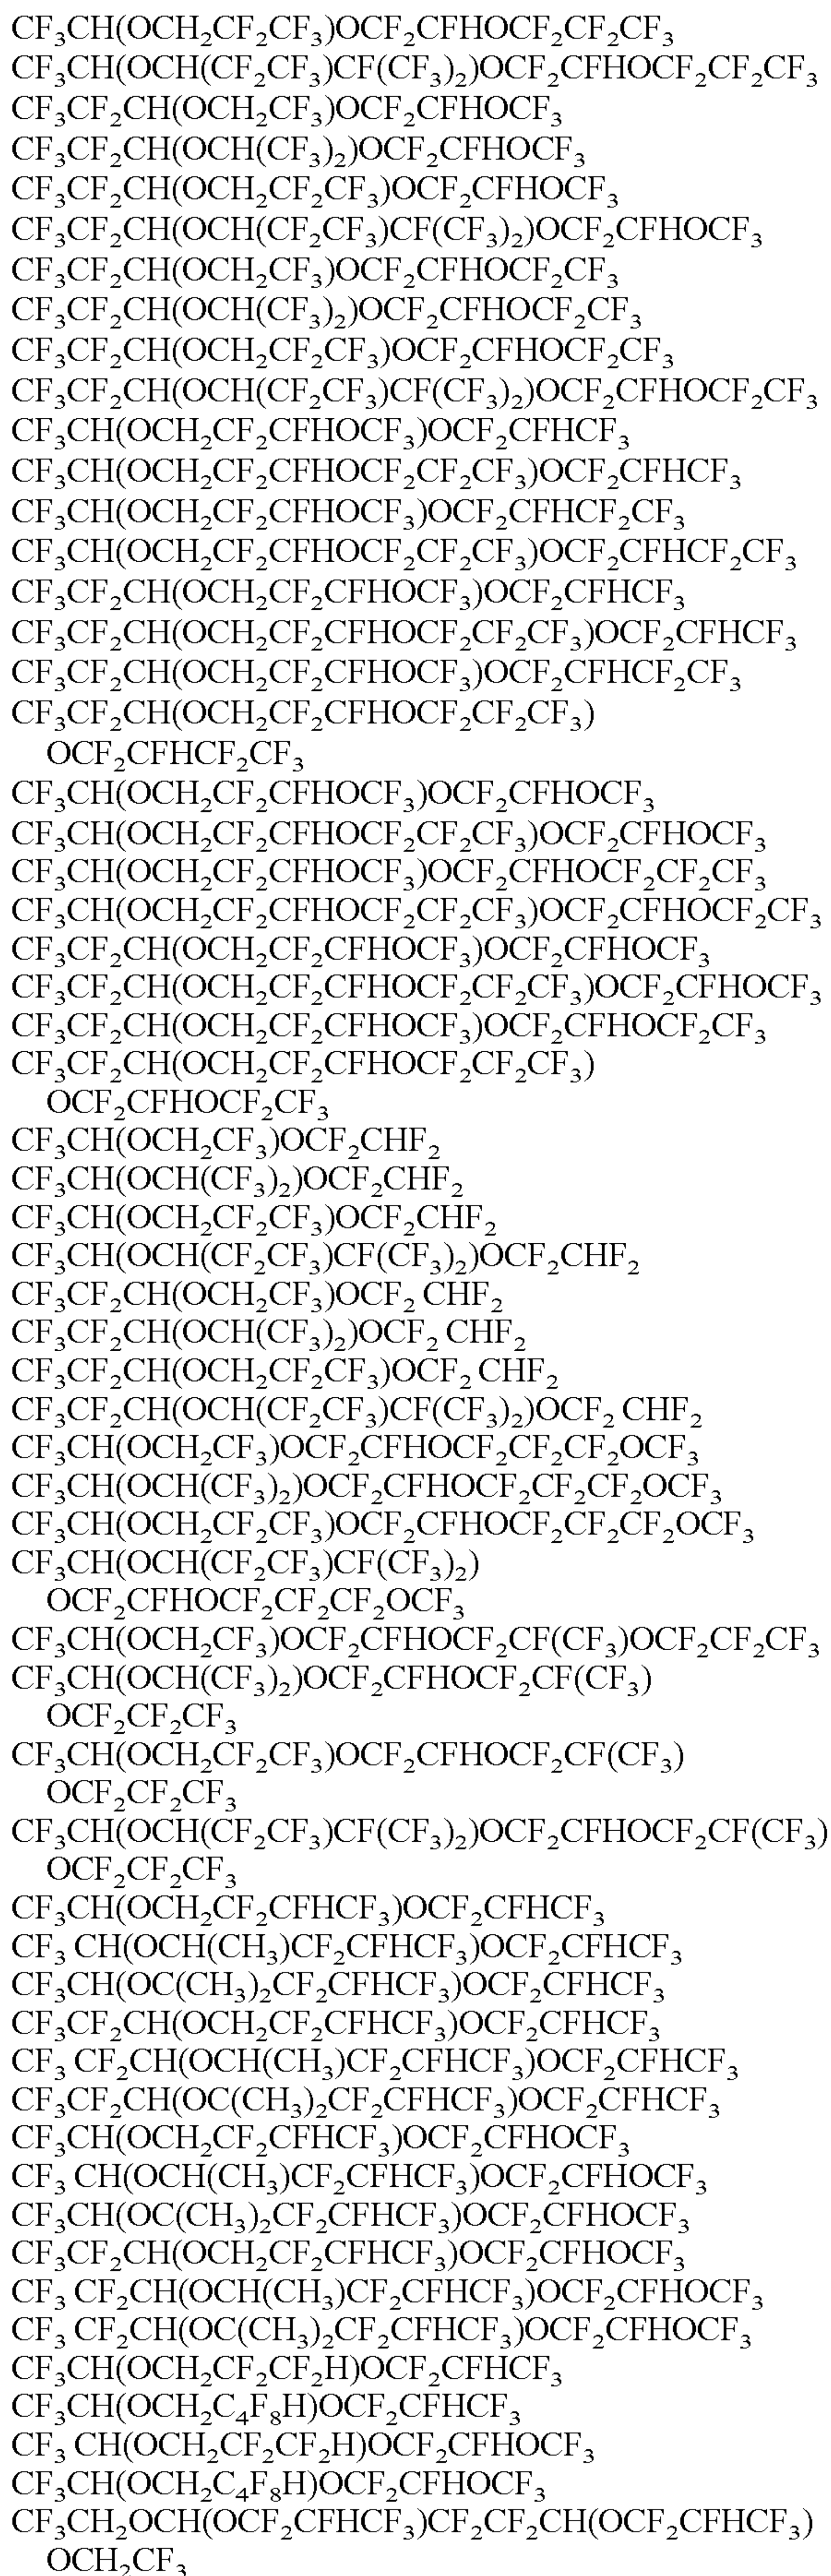 CF₃CH(OCH₂CF₂CF₃)OCF₂CFHOCF₂CF₂CF₃
CF₃CH(OCH(CF₂CF₃)CF(CF₃)₂)OCF₂CFHOCF₂CF₂CF₃
CF₃CF₂CH(OCH₂CF₃)OCF₂CFHOCF₃
CF₃CF₂CH(OCH(CF₃)₂)OCF₂CFHOCF₃
CF₃CF₂CH(OCH₂CF₂CF₃)OCF₂CFHOCF₃
CF₃CF₂CH(OCH(CF₂CF₃)CF(CF₃)₂)OCF₂CFHOCF₃
CF₃CF₂CH(OCH₂CF₃)OCF₂CFHOCF₂CF₃
CF₃CF₂CH(OCH(CF₃)₂)OCF₂CFHOCF₂CF₃
CF₃CF₂CH(OCH₂CF₂CF₃)OCF₂CFHOCF₂CF₃
CF₃CF₂CH(OCH(CF₂CF₃)CF(CF₃)₂)OCF₂CFHOCF₂CF₃
CF₃CH(OCH₂CF₂CFHOCF₃)OCF₂CFHCF₃
CF₃CH(OCH₂CF₂CFHOCF₂CF₂CF₃)OCF₂CFHCF₃
CF₃CH(OCH₂CF₂CFHOCF₃)OCF₂CFHCF₂CF₃
CF₃CH(OCH₂CF₂CFHOCF₂CF₂CF₃)OCF₂CFHCF₂CF₃
CF₃CF₂CH(OCH₂CF₂CFHOCF₃)OCF₂CFHCF₃
CF₃CF₂CH(OCH₂CF₂CFHOCF₂CF₂CF₃)OCF₂CFHCF₃
CF₃CF₂CH(OCH₂CF₂CFHOCF₃)OCF₂CFHCF₂CF₃
CF₃CF₂CH(OCH₂CF₂CFHOCF₂CF₂CF₃)
OCF₂CFHCF₂CF₃
CF₃CH(OCH₂CF₂CFHOCF₃)OCF₂CFHOCF₃
CF₃CH(OCH₂CF₂CFHOCF₂CF₂CF₃)OCF₂CFHOCF₃
CF₃CH(OCH₂CF₂CFHOCF₃)OCF₂CFHOCF₂CF₂CF₃
CF₃CH(OCH₂CF₂CFHOCF₂CF₂CF₃)OCF₂CFHOCF₂CF₃
CF₃CF₂CH(OCH₂CF₂CFHOCF₃)OCF₂CFHOCF₃
CF₃CF₂CH(OCH₂CF₂CFHOCF₂CF₂CF₃)OCF₂CFHOCF₃
CF₃CF₂CH(OCH₂CF₂CFHOCF₃)OCF₂CFHOCF₂CF₃
CF₃CF₂CH(OCH₂CF₂CFHOCF₂CF₂CF₃)
OCF₂CFHOCF₂CF₃
CF₃CH(OCH₂CF₃)OCF₂CHF₂
CF₃CH(OCH(CF₃)₂)OCF₂CHF₂
CF₃CH(OCH₂CF₂CF₃)OCF₂CHF₂
CF₃CH(OCH(CF₂CF₃)CF(CF₃)₂)OCF₂CHF₂
CF₃CF₂CH(OCH₂CF₃)OCF₂ CHF₂
CF₃CF₂CH(OCH(CF₃)₂)OCF₂ CHF₂
CF₃CF₂CH(OCH₂CF₂CF₃)OCF₂ CHF₂
CF₃CF₂CH(OCH(CF₂CF₃)CF(CF₃)₂)OCF₂ CHF₂
CF₃CH(OCH₂CF₃)OCF₂CFHOCF₂CF₂CF₂OCF₃
CF₃CH(OCH(CF₃)₂)OCF₂CFHOCF₂CF₂CF₂OCF₃
CF₃CH(OCH₂CF₂CF₃)OCF₂CFHOCF₂CF₂CF₂OCF₃
CF₃CH(OCH(CF₂CF₃)CF(CF₃)₂)
OCF₂CFHOCF₂CF₂CF₂OCF₃
CF₃CH(OCH₂CF₃)OCF₂CFHOCF₂CF(CF₃)OCF₂CF₂CF₃
CF₃CH(OCH(CF₃)₂)OCF₂CFHOCF₂CF(CF₃)
OCF₂CF₂CF₃
CF₃CH(OCH₂CF₂CF₃)OCF₂CFHOCF₂CF(CF₃)
OCF₂CF₂CF₃
CF₃CH(OCH(CF₂CF₃)CF(CF₃)₂)OCF₂CFHOCF₂CF(CF₃)
OCF₂CF₂CF₃
CF₃CH(OCH₂CF₂CFHCF₃)OCF₂CFHCF₃
CF₃ CH(OCH(CH₃)CF₂CFHCF₃)OCF₂CFHCF₃
CF₃CH(OC(CH₃)₂CF₂CFHCF₃)OCF₂CFHCF₃
CF₃CF₂CH(OCH₂CF₂CFHCF₃)OCF₂CFHCF₃
CF₃ CF₂CH(OCH(CH₃)CF₂CFHCF₃)OCF₂CFHCF₃
CF₃CF₂CH(OC(CH₃)₂CF₂CFHCF₃)OCF₂CFHCF₃
CF₃CH(OCH₂CF₂CFHCF₃)OCF₂CFHOCF₃
CF₃ CH(OCH(CH₃)CF₂CFHCF₃)OCF₂CFHOCF₃
CF₃CH(OC(CH₃)₂CF₂CFHCF₃)OCF₂CFHOCF₃
CF₃CF₂CH(OCH₂CF₂CFHCF₃)OCF₂CFHOCF₃
CF₃ CF₂CH(OCH(CH₃)CF₂CFHCF₃)OCF₂CFHOCF₃
CF₃ CF₂CH(OC(CH₃)₂CF₂CFHCF₃)OCF₂CFHOCF₃
CF₃CH(OCH₂CF₂CF₂H)OCF₂CFHCF₃
CF₃CH(OCH₂C₄F₈H)OCF₂CFHCF₃
CF₃ CH(OCH₂CF₂CF₂H)OCF₂CFHOCF₃
CF₃CH(OCH₂C₄F₈H)OCF₂CFHOCF₃
CF₃CH₂OCH(OCF₂CFHCF₃)CF₂CF₂CH(OCF₂CFHCF₃)
OCH₂CF₃